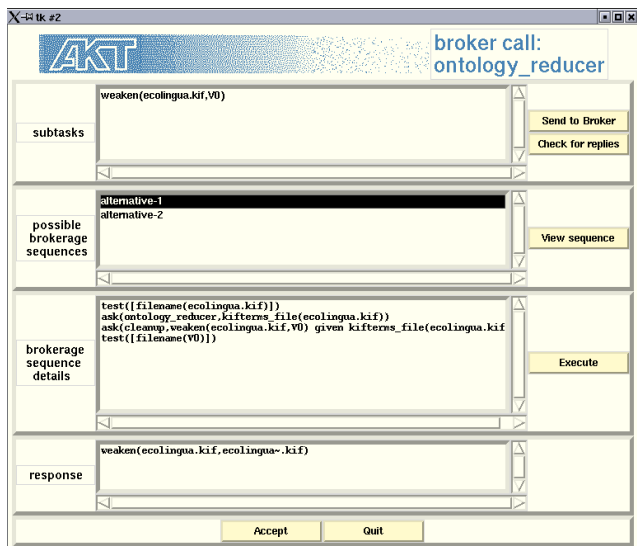 tk #2
AKT
broker call:
ontology_reducer
subtasks
weaken(ecolingua.kif,V0)
Send to Broker
Check for replies
possible
brokerage
sequences
alternative-1
alternative-2
View sequence
brokerage
sequence
details
test([filename(ecolingua.kif)])
ask(ontology_reducer,kifterms_file(ecolingua.kif))
ask(cleanup,weaken(ecolingua.kif,V0) given kifterms_file(ecolingua.kif
test([filename(V0)])
Execute
response
weaken(ecolingua.kif,ecolingua~.kif)
Accept
Quit